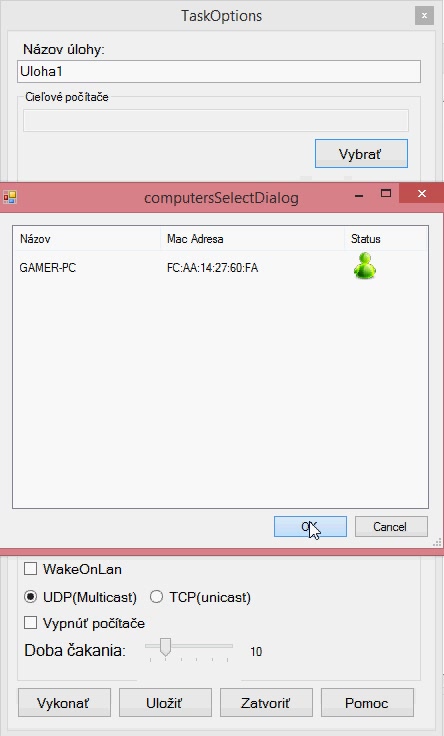 TaskOptions
Názov úlohy:
Uloha1
Cieľové počítače
Vybrať
computersSelectDialog
Názov Mac Adresa Status
GAMER-PC FC:AA:14:27:60:FA
OK Cancel
WakeOnLan
UDP(Multicast) TCP(unicast)
Vypnúť počítače
Doba čakania: 10
Vykonať Uložiť Zatvoriť Pomoc